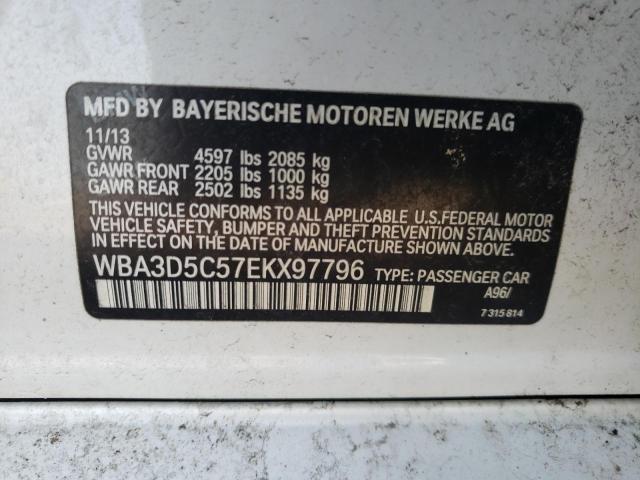 MFD BY BAYERISCHE MOTOREN WERKE AG
11/13
GVWR 4597 lbs 2085 kg
GAWR FRONT 2205 lbs 1000 kg
GAWR REAR 2502 lbs 1135 kg
THIS VEHICLE CONFORMS TO ALL APPLICABLE U.S.FEDERAL MOTOR
VEHICLE SAFETY, BUMPER AND THEFT PREVENTION STANDARDS
IN EFFECT ON THE DATE OF MANUFACTURE SHOWN ABOVE.
WBA3D5C57EKX97796 TYPE: PASSENGER CAR
A96/
7 315 814